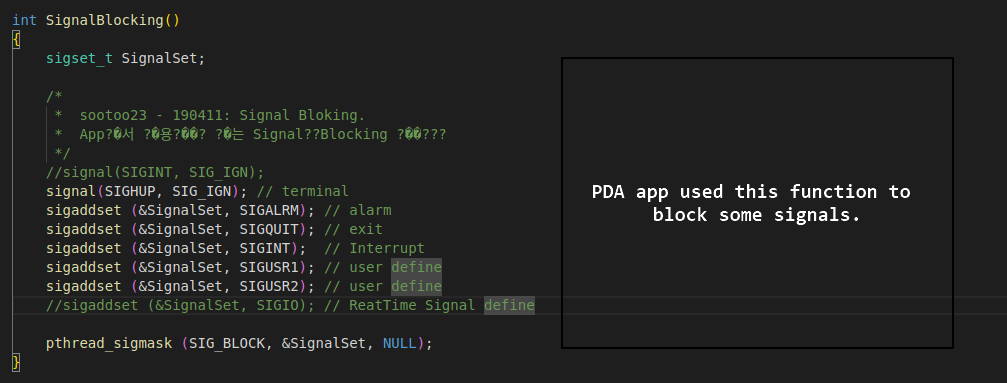 int SignalBlocking()
{
sigset_t SignalSet;
/*
* sootoo23 - 190411: Signal Bloking.
* App?�서 ?�용?��? ?�는 Signal??Blocking ?��???
*/
//signal(SIGINT, SIG_IGN);
signal(SIGHUP, SIG_IGN); // terminal
sigaddset (&SignalSet, SIGALRM); // alarm
sigaddset (&SignalSet, SIGQUIT); // exit
sigaddset (&SignalSet, SIGINT);  // Interrupt
sigaddset (&SignalSet, SIGUSR1); // user define
sigaddset (&SignalSet, SIGUSR2); // user define
//sigaddset (&SignalSet, SIGIO); // ReatTime Signal define
pthread_sigmask (SIG_BLOCK, &SignalSet, NULL);
}
PDA app used this function to
block some signals.